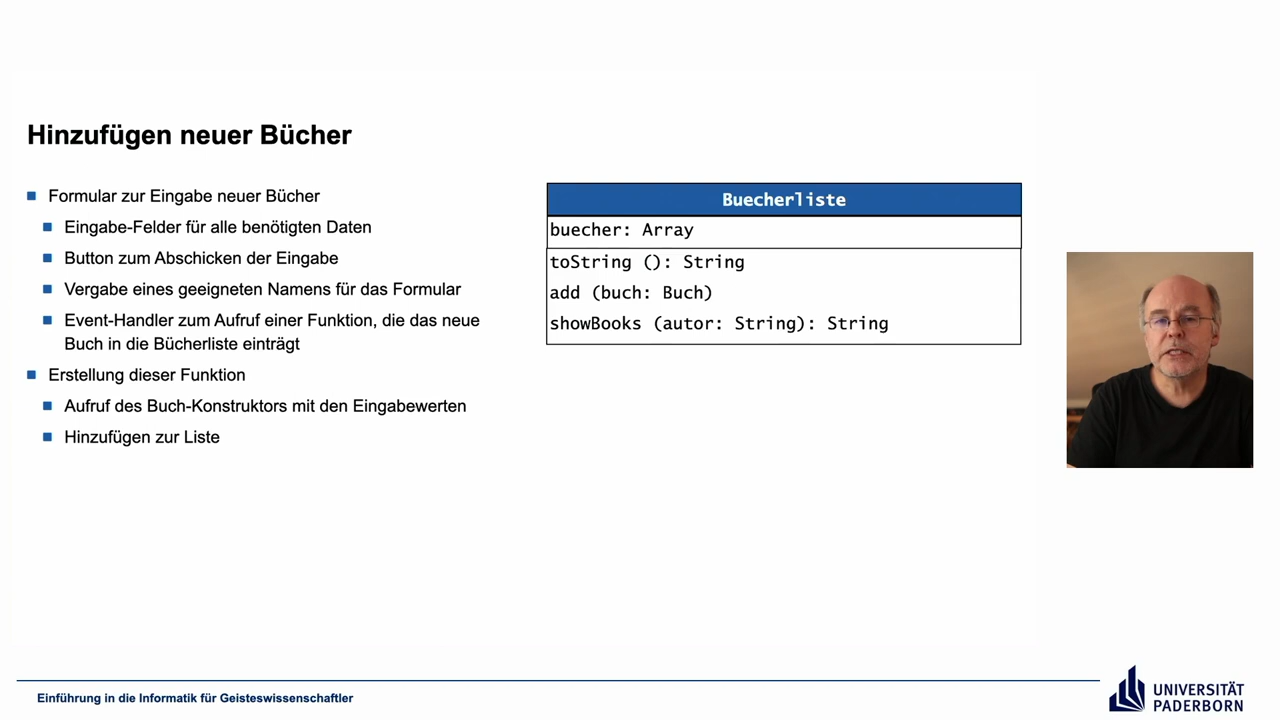 Hinzufügen neuer Bücher
Formular zur Eingabe neuer Bücher
Eingabe-Felder für alle benötigten Daten
Button zum Abschicken der Eingabe
Vergabe eines geeigneten Namens für das Formular
Event-Handler zum Aufruf einer Funktion, die das neue
Buch in die Bücherliste einträgt
Erstellung dieser Funktion
Aufruf des Buch-Konstruktors mit den Eingabewerten
Hinzufügen zur Liste
Buecherliste
buecher: Array
toString (): String
add (buch: Buch)
showBooks (autor: String): String
Einführung in die Informatik für Geisteswissenschaftler
UNIVERSITÄT
PADERBORN